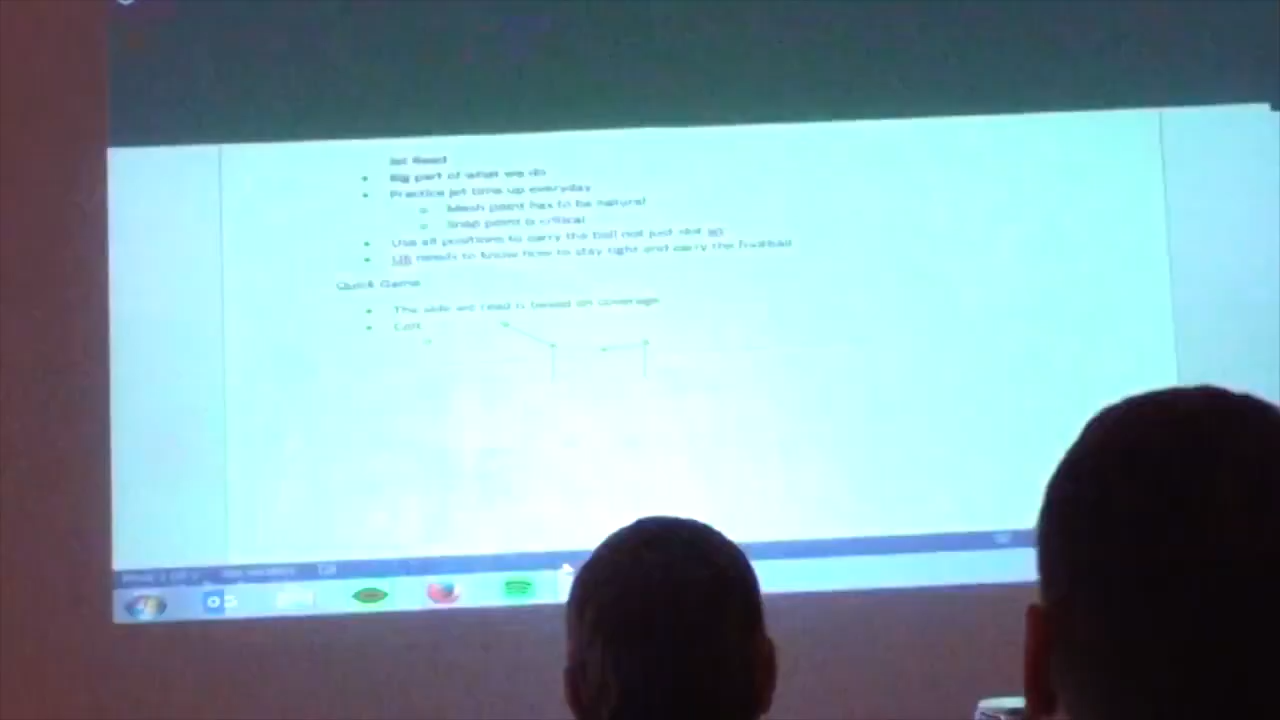 Jet Read
Big part of what we do
Practice jet time up everyday
Mesh point has to be natural
Snap point is critical
Use all positions to carry the ball not just slot
needs to know how to stay tight and carry the football
Quick Game
The side we read is based on coverage